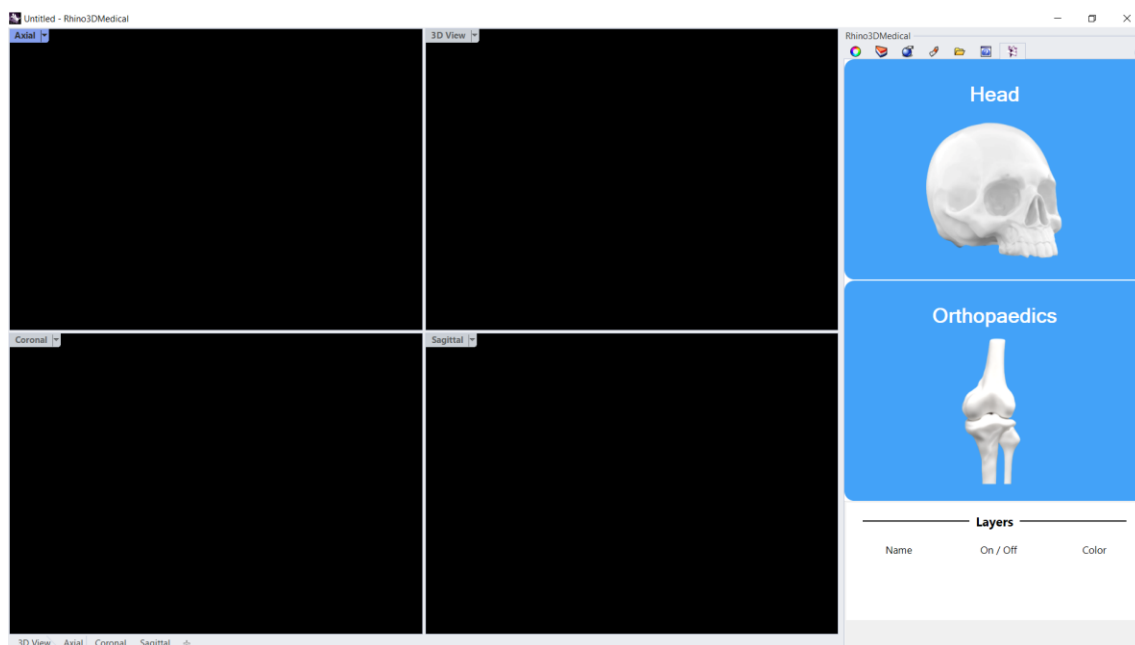 Untitled - Rhino3DMedical
Axial
3D View
Rhino3DMedical
Head
Coronal
Sagittal
Orthopaedics
Layers
Name On / Off Color
3D View Axial Coronal Sagittal